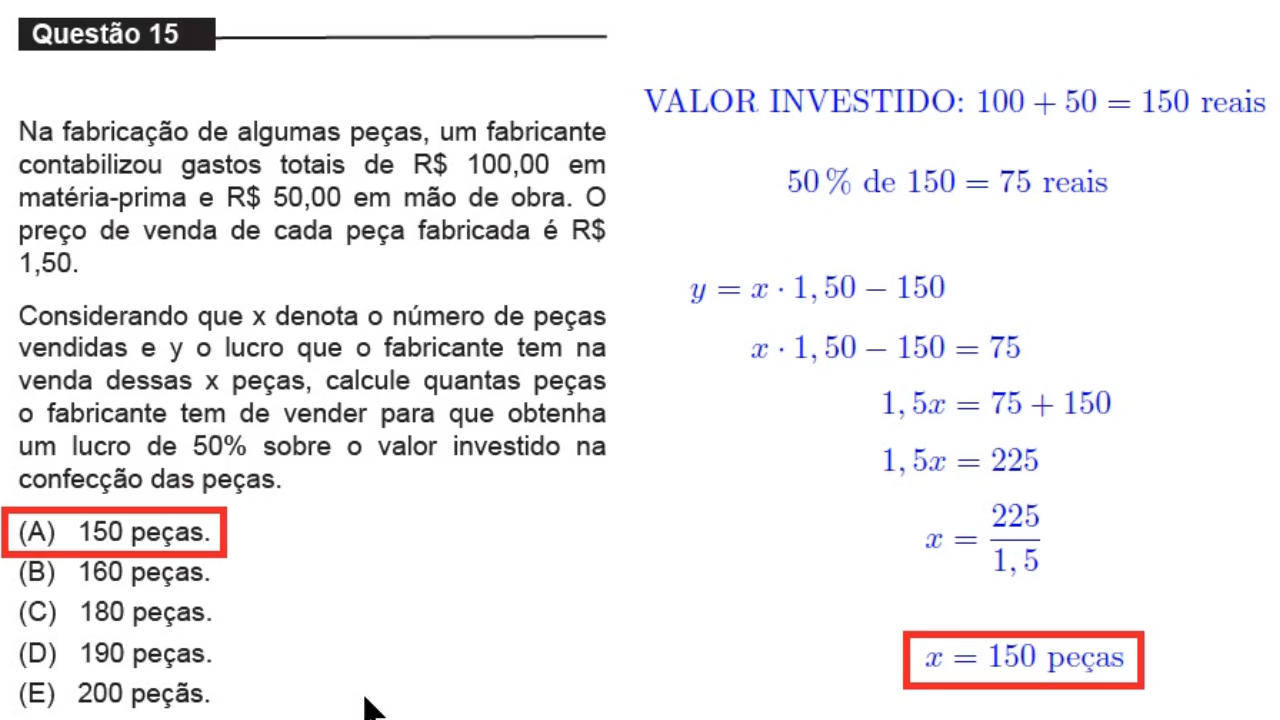 Questão 15
Na fabricação de algumas peças, um fabricante
contabilizou gastos totais de R$ 100,00 em
matéria-prima e R$ 50,00 em mão de obra. O
preço de venda de cada peça fabricada é R$
1,50.
Considerando que x denota o número de peças
vendidas e y o lucro que o fabricante tem na
venda dessas x peças, calcule quantas peças
o fabricante tem de vender para que obtenha
um lucro de 50% sobre o valor investido na
confecção das peças.
(A) 150 peças.
(B) 160 peças.
(C) 180 peças.
(D) 190 peças.
(E) 200 peçãs.
VALOR INVESTIDO: 100 + 50 = 150 reais
50 % de 150 = 75 reais
y = x · 1, 50 − 150
x · 1, 50 − 150 = 75
1, 5x = 75 + 150
1, 5x = 225
x = 225/1, 5
x = 150 peças